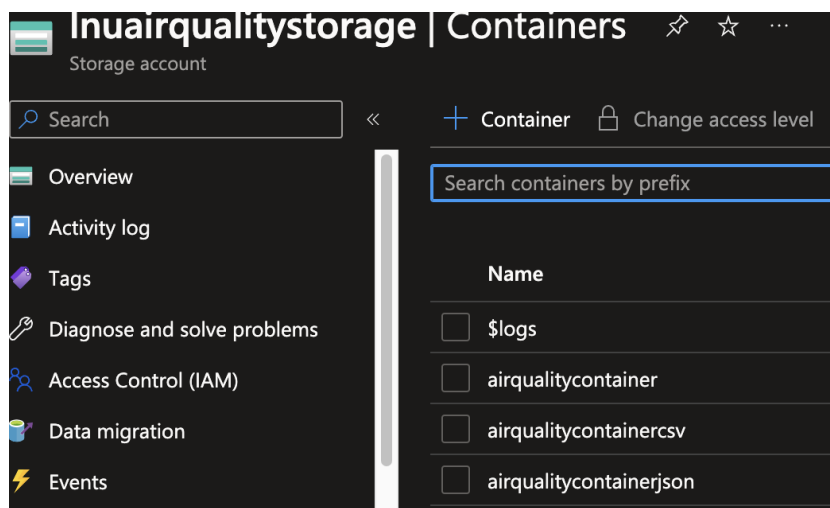 lnuairqualitystorage | Containers
Storage account
Search
Container
Change access level
Search containers by prefix
Overview
Activity log
Tags
Diagnose and solve problems
Access Control (IAM)
Data migration
Events
Name
$logs
airqualitycontainer
airqualitycontainercsv
airqualitycontainerjson